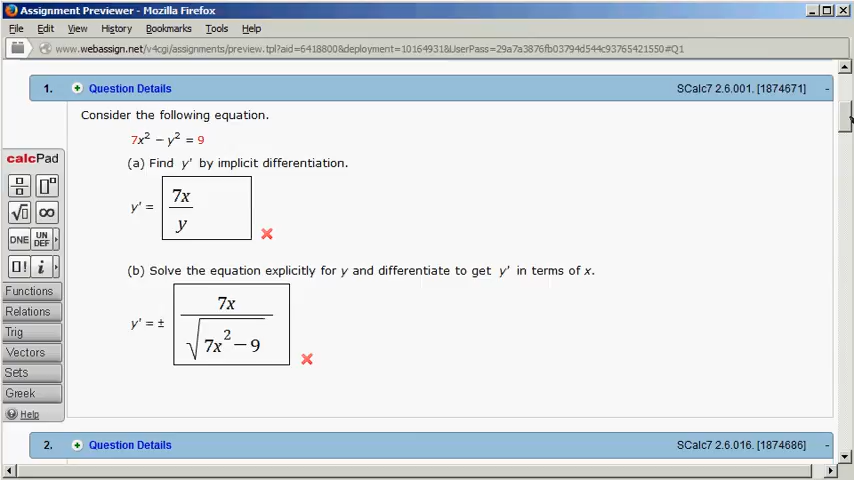 Assignment Previewer - Mozilla Firefox
File Edit View History Bookmarks Tools Help
www.webassign.net/v4cgi/assignments/preview.tpl?aid=6418800&deployment=10164931&UserPass=29a7a3876fb03794d544c93765421550#Q1
1. Question Details SCalc7 2.6.001. [1874671] -
Consider the following equation.
7x² − y² = 9
(a) Find y' by implicit differentiation.
y' = 7x/y
(b) Solve the equation explicitly for y and differentiate to get y' in terms of x.
y' = ± 7x/√(7x² − 9)
calcPad
DNE UN DEF
Functions
Relations
Trig
Vectors
Sets
Greek
Help
2. Question Details SCalc7 2.6.016. [1874686] -